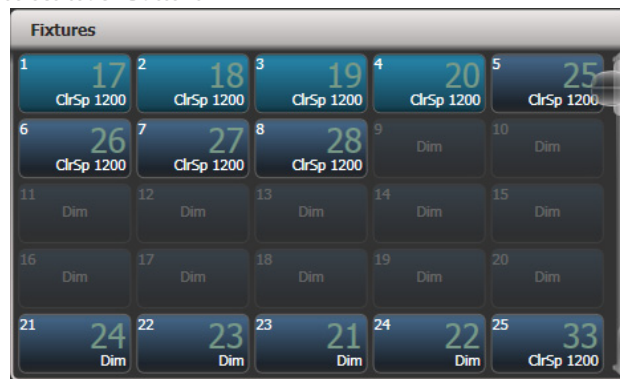 Fixtures
1 17 2 18 3 19 4 20 5 25
ClrSp 1200 ClrSp 1200 ClrSp 1200 ClrSp 1200 ClrSp 1200
6 26 7 27 8 28 9 Dim 10 Dim
ClrSp 1200 ClrSp 1200 ClrSp 1200
11 Dim 12 Dim 13 Dim 14 Dim 15 Dim
16 Dim 17 Dim 18 Dim 19 Dim 20 Dim
21 24 22 23 23 21 24 22 25 33
Dim Dim Dim Dim ClrSp 1200